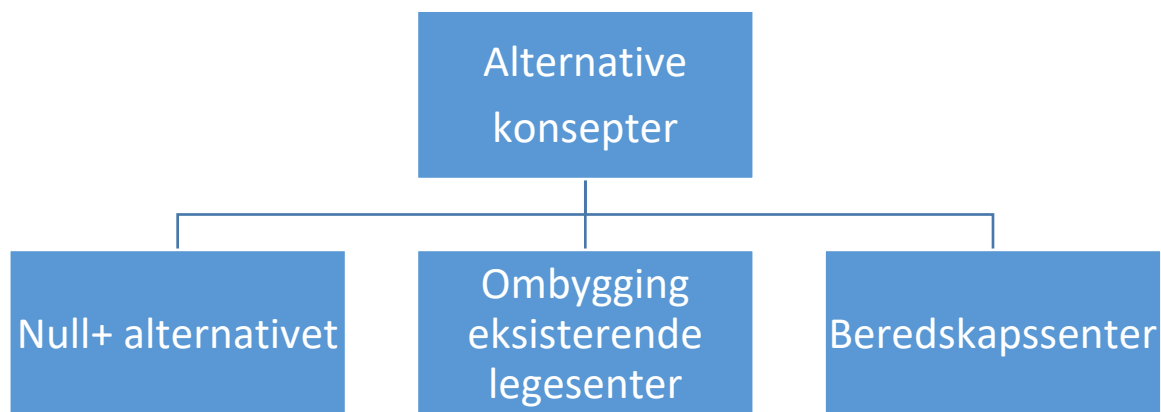 Alternative
konsepter
Null+ alternativet
Ombygging
eksisterende
legesenter
Beredskapssenter